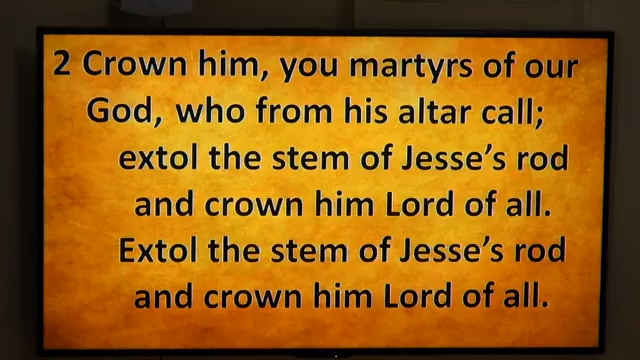 2 Crown him, you martyrs of our
God, who from his altar call;
extol the stem of Jesse's rod
and crown him Lord of all.
Extol the stem of Jesse's rod
and crown him Lord of all.